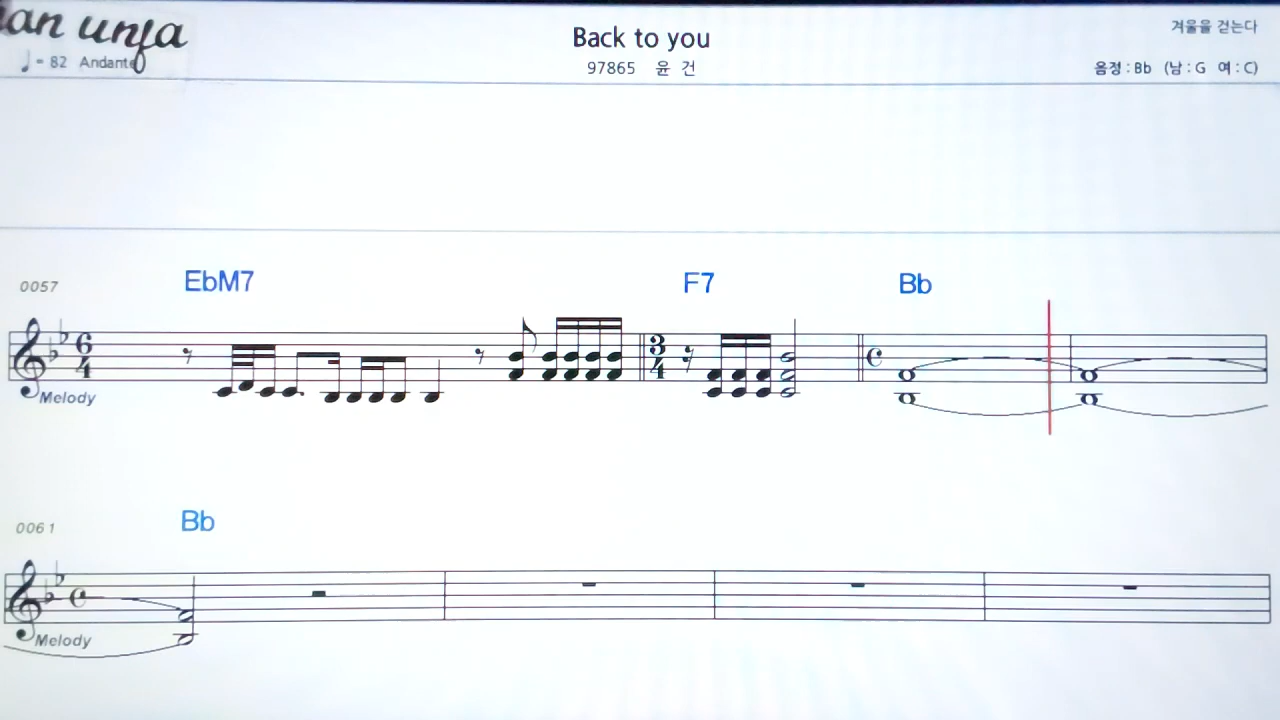 an unfa
♩= 82 Andante
Back to you
97865 윤 건
겨울을 걷는다
음정 : Bb (남 : G 여 : C)
0057 EbM7 F7 Bb
6 4 3 4
Melody
0061 Bb
Melody